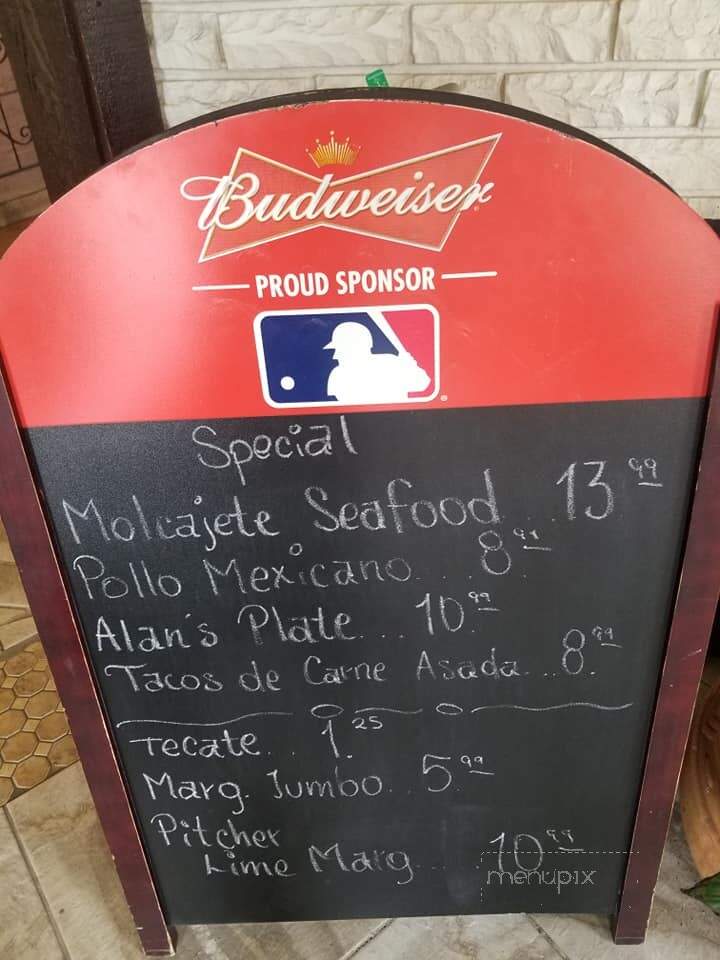 Budweiser
PROUD SPONSOR
Special
Molcajete Seafood .. 13.99
Pollo Mexicano ... 8.99
Alan's Plate ... 10.99
Tacos de Carne Asada ... 8.99
Tecate .. 1.25
Marg. Jumbo .. 5.99
Pitcher
Lime Marg .. 10.99
menupix